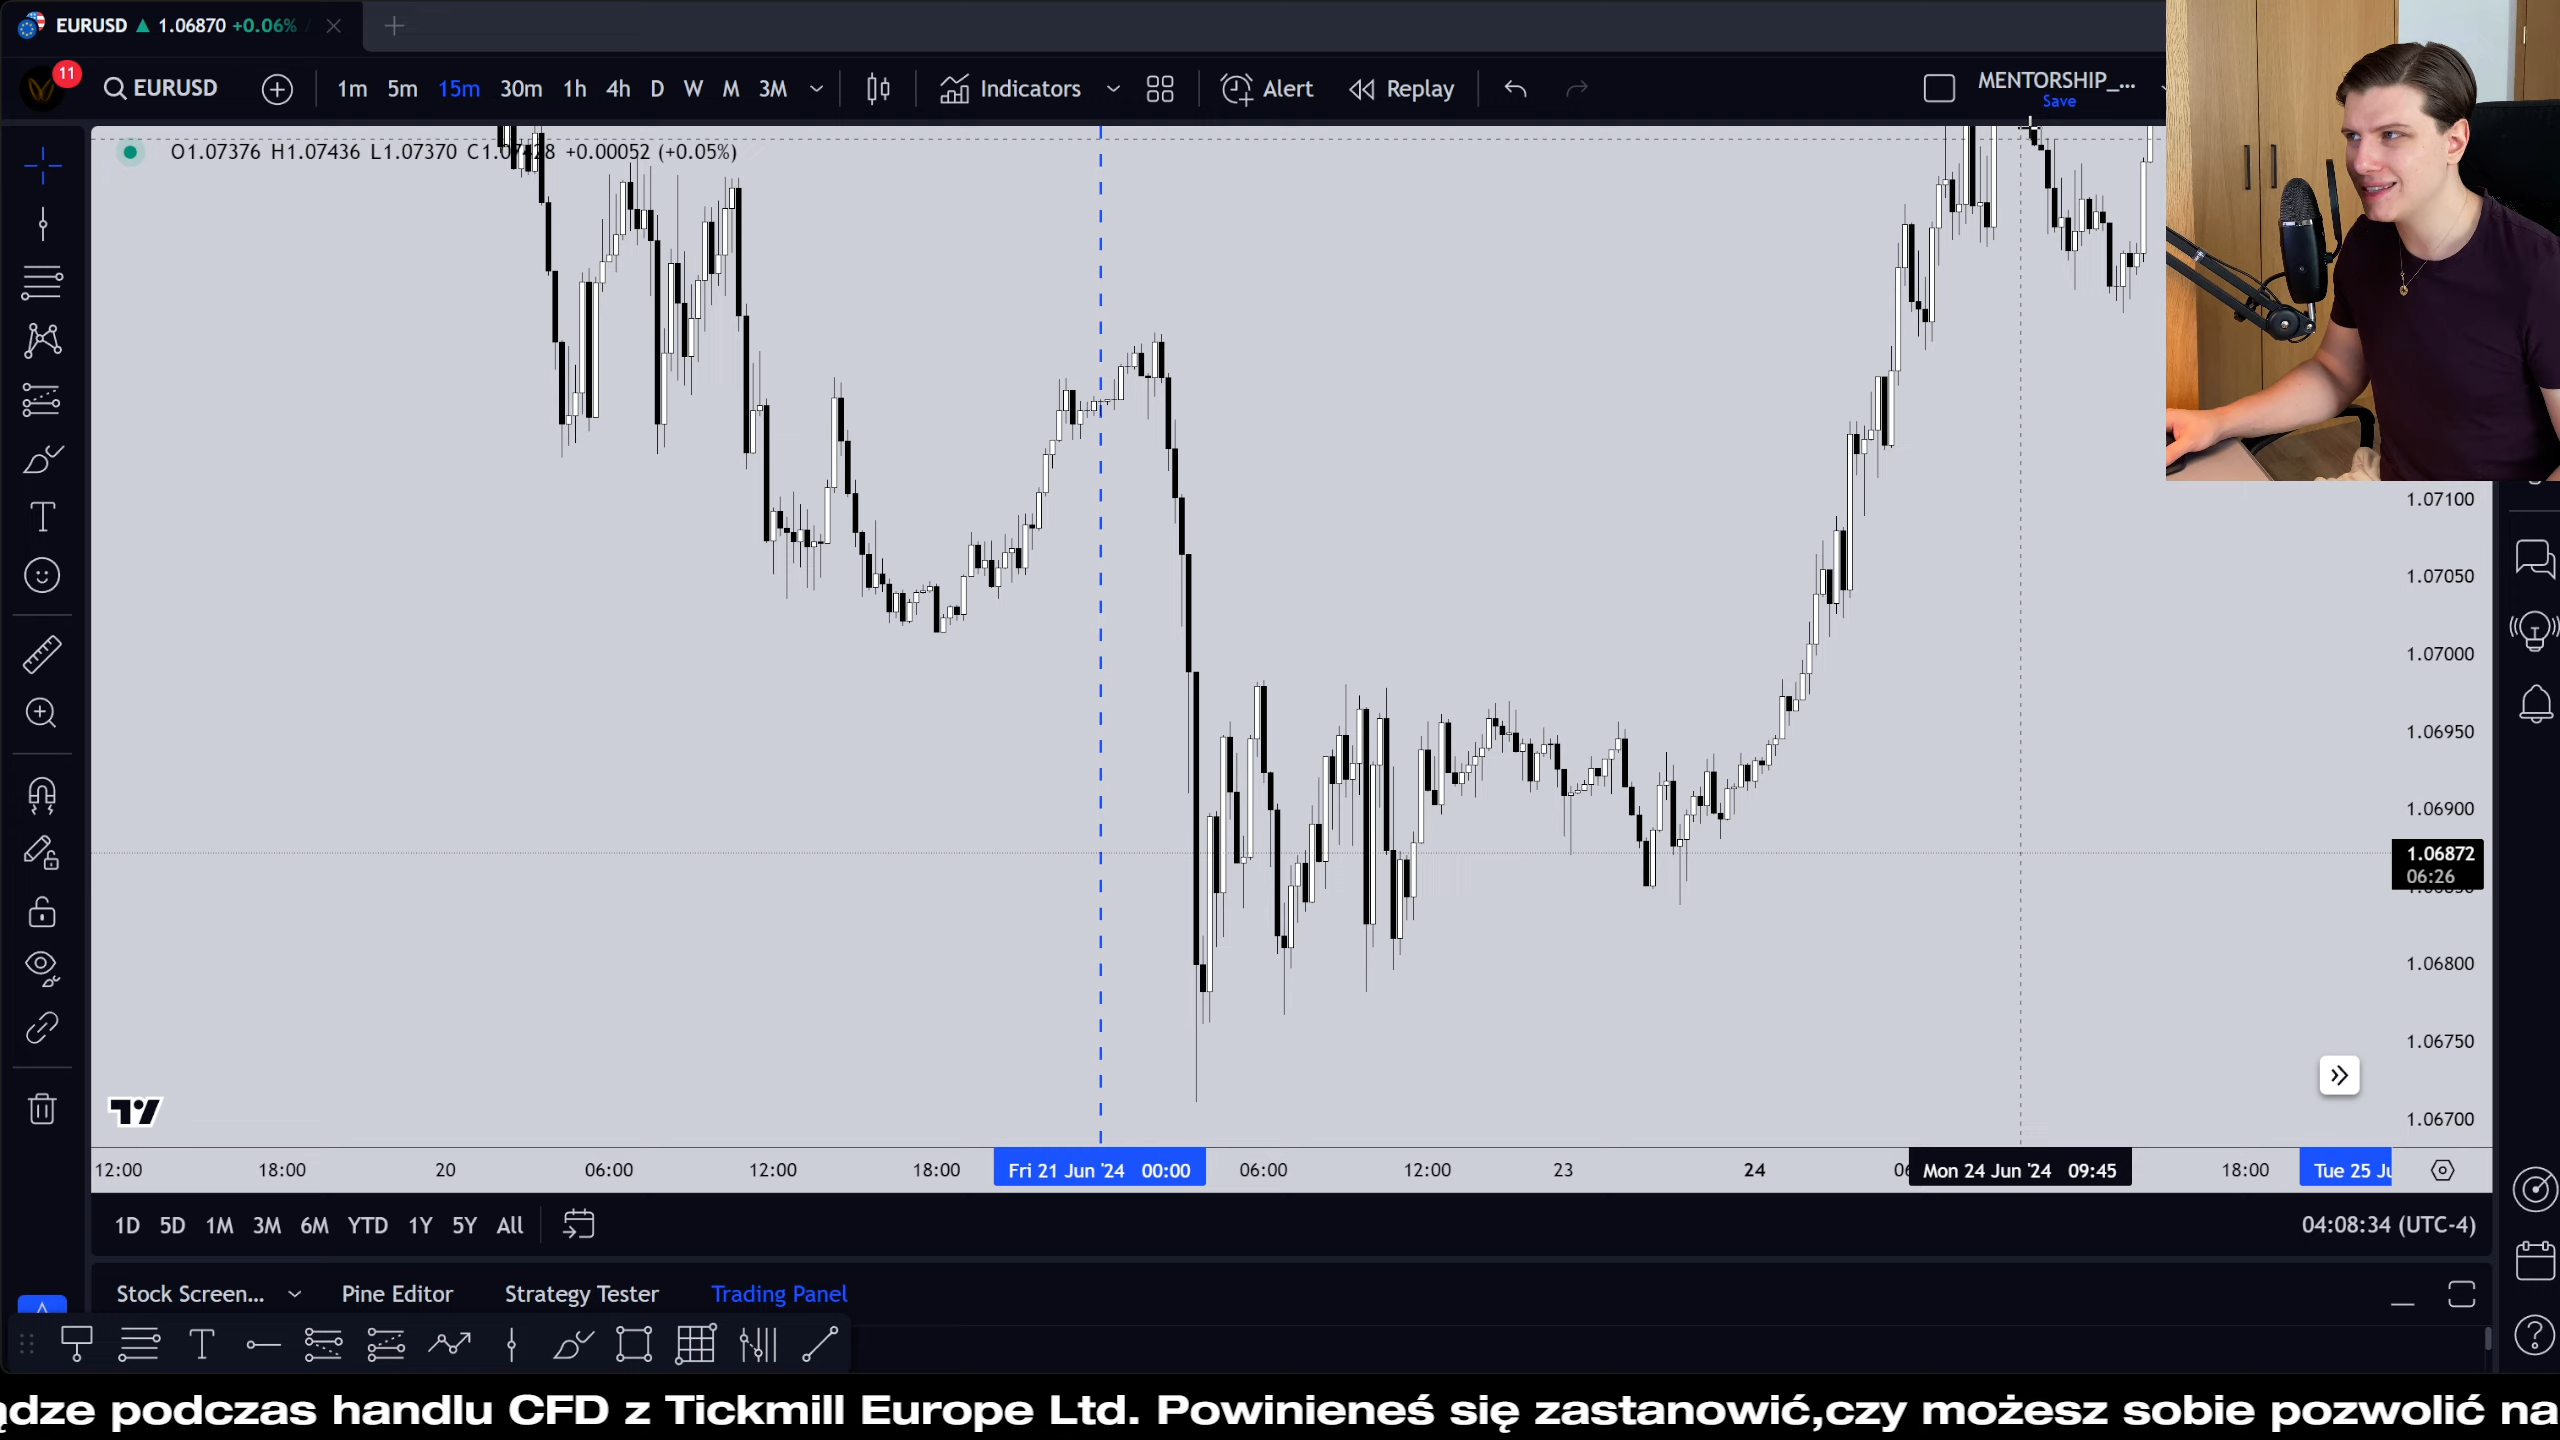 EURUSD 1.06870 +0.06%
11
EURUSD
1m 5m 15m 30m 1h 4h D W M 3M
Indicators
Alert
Replay
MENTORSHIP_...
Save
O1.07376 H1.07436 L1.07370 C1.07428 +0.00052 (+0.05%)
1.07100
1.07050
1.07000
1.06950
1.06900
1.06872
06:26
1.06800
1.06750
1.06700
12:00 18:00 20 06:00 12:00 18:00 Fri 21 Jun '24 00:00 06:00 12:00 23 24 Mon 24 Jun '24 09:45 18:00 Tue 25
1D 5D 1M 3M 6M YTD 1Y 5Y All
04:08:34 (UTC-4)
Stock Screen... Pine Editor Strategy Tester Trading Panel
podczas handlu CFD z Tickmill Europe Ltd. Powinieneś się zastanowić,czy możesz sobie pozwolić na